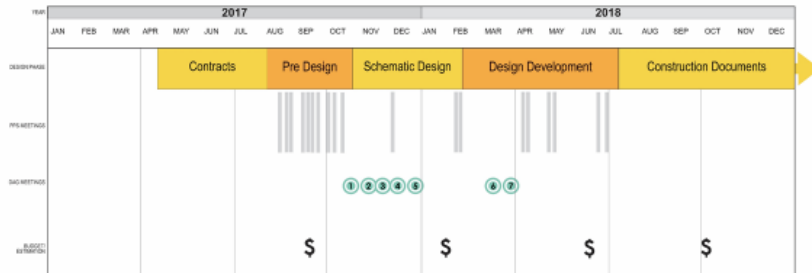 YEAR 2017 2018
JAN FEB MAR APR MAY JUN JUL AUG SEP OCT NOV DEC JAN FEB MAR APR MAY JUN JUL AUG SEP OCT NOV DEC
DESIGN PHASE Contracts Pre Design Schematic Design Design Development Construction Documents
PPS MEETINGS
DAG MEETINGS 1 2 3 4 5 6 7
BUDGET/
ESTIMATION $ $ $ $